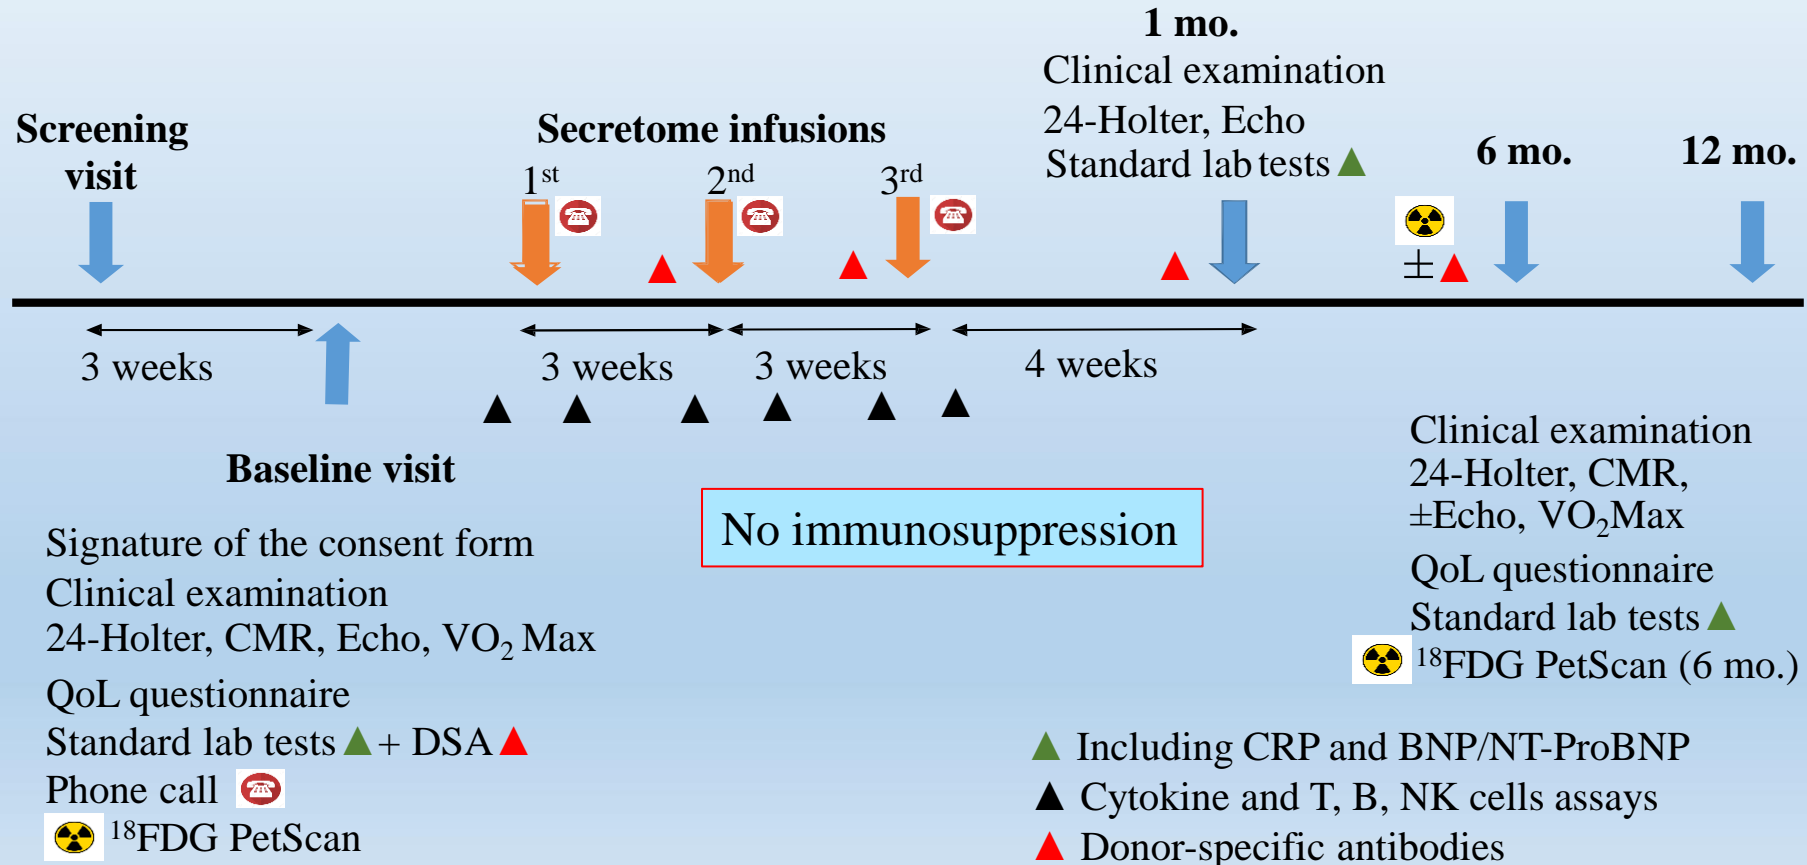 1 mo.
Clinical examination
24-Holter, Echo
Standard lab tests
Screening
visit
Secretome infusions
1st
2nd
3rd
6 mo.
12 mo.
±
3 weeks
3 weeks
3 weeks
4 weeks
Baseline visit
Signature of the consent form
Clinical examination
24-Holter, CMR, Echo, VO2 Max
QoL questionnaire
Standard lab tests + DSA
Phone call
18FDG PetScan
No immunosuppression
Clinical examination
24-Holter, CMR,
±Echo, VO2Max
QoL questionnaire
Standard lab tests
18FDG PetScan (6 mo.)
Including CRP and BNP/NT-ProBNP
Cytokine and T, B, NK cells assays
Donor-specific antibodies